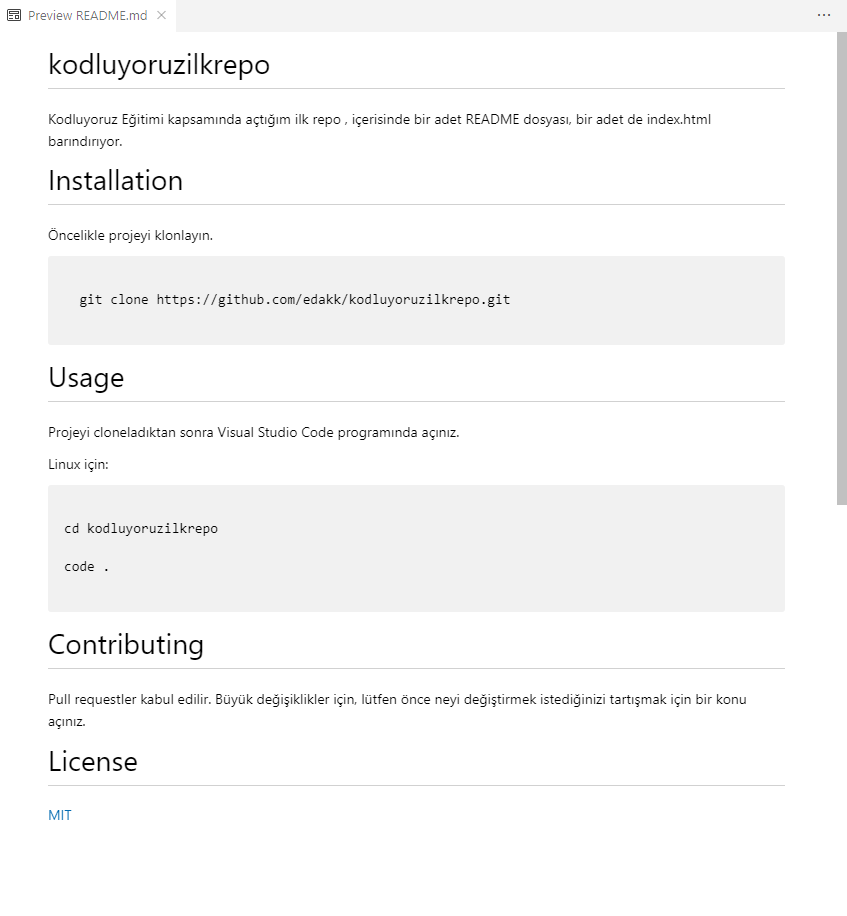 Preview README.md
kodluyoruzilkrepo
Kodluyoruz Eğitimi kapsamında açtığım ilk repo , içerisinde bir adet README dosyası, bir adet de index.html
barındırıyor.
Installation
Öncelikle projeyi klonlayın.
git clone https://github.com/edakk/kodluyoruzilkrepo.git
Usage
Projeyi cloneladıktan sonra Visual Studio Code programında açınız.
Linux için:
cd kodluyoruzilkrepo
code .
Contributing
Pull requestler kabul edilir. Büyük değişiklikler için, lütfen önce neyi değiştirmek istediğinizi tartışmak için bir konu
açınız.
License
MIT